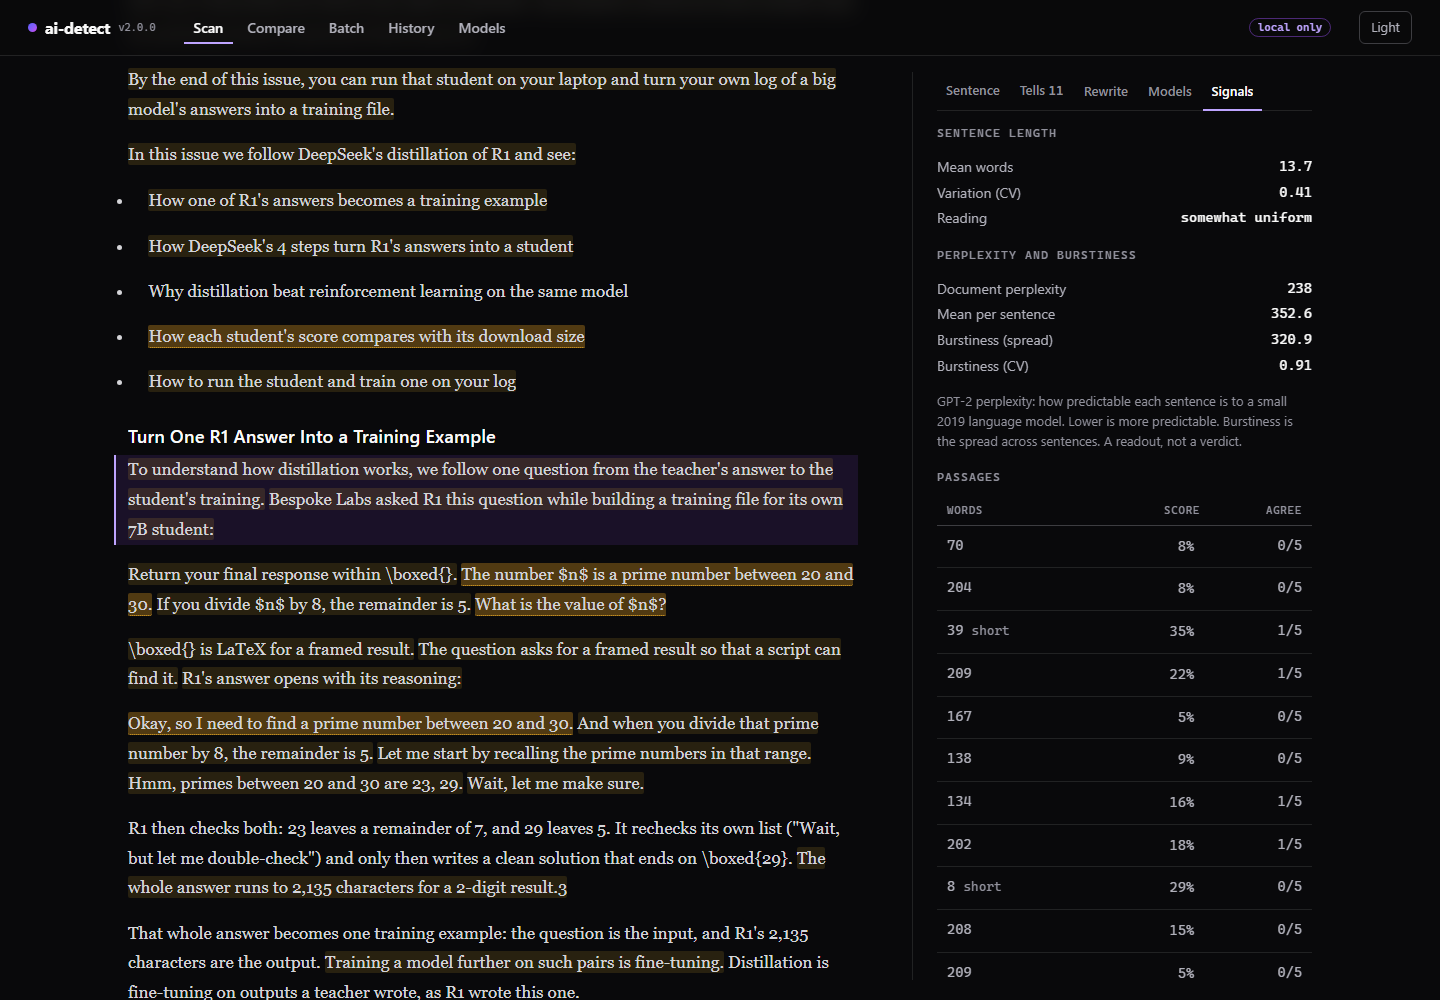 ai-detect v2.0.0 Scan Compare Batch History Models local only Light
By the end of this issue, you can run that student on your laptop and turn your own log of a big
model's answers into a training file.
In this issue we follow DeepSeek's distillation of R1 and see:
• How one of R1's answers becomes a training example
• How DeepSeek's 4 steps turn R1's answers into a student
• Why distillation beat reinforcement learning on the same model
• How each student's score compares with its download size
• How to run the student and train one on your log
Turn One R1 Answer Into a Training Example
To understand how distillation works, we follow one question from the teacher's answer to the
student's training. Bespoke Labs asked R1 this question while building a training file for its own
7B student:
Return your final response within \boxed{}. The number $n$ is a prime number between 20 and
30. If you divide $n$ by 8, the remainder is 5. What is the value of $n$?
\boxed{} is LaTeX for a framed result. The question asks for a framed result so that a script can
find it. R1's answer opens with its reasoning:
Okay, so I need to find a prime number between 20 and 30. And when you divide that prime
number by 8, the remainder is 5. Let me start by recalling the prime numbers in that range.
Hmm, primes between 20 and 30 are 23, 29. Wait, let me make sure.
R1 then checks both: 23 leaves a remainder of 7, and 29 leaves 5. It rechecks its own list ("Wait,
but let me double-check") and only then writes a clean solution that ends on \boxed{29}. The
whole answer runs to 2,135 characters for a 2-digit result.3
That whole answer becomes one training example: the question is the input, and R1's 2,135
characters are the output. Training a model further on such pairs is fine-tuning. Distillation is
fine-tuning on outputs a teacher wrote, as R1 wrote this one.
Sentence Tells 11 Rewrite Models Signals
SENTENCE LENGTH
Mean words 13.7
Variation (CV) 0.41
Reading somewhat uniform
PERPLEXITY AND BURSTINESS
Document perplexity 238
Mean per sentence 352.6
Burstiness (spread) 320.9
Burstiness (CV) 0.91
GPT-2 perplexity: how predictable each sentence is to a small
2019 language model. Lower is more predictable. Burstiness is
the spread across sentences. A readout, not a verdict.
PASSAGES
WORDS SCORE AGREE
70 8% 0/5
204 8% 0/5
39 short 35% 1/5
209 22% 1/5
167 5% 0/5
138 9% 0/5
134 16% 1/5
202 18% 1/5
8 short 29% 0/5
208 15% 0/5
209 5% 0/5